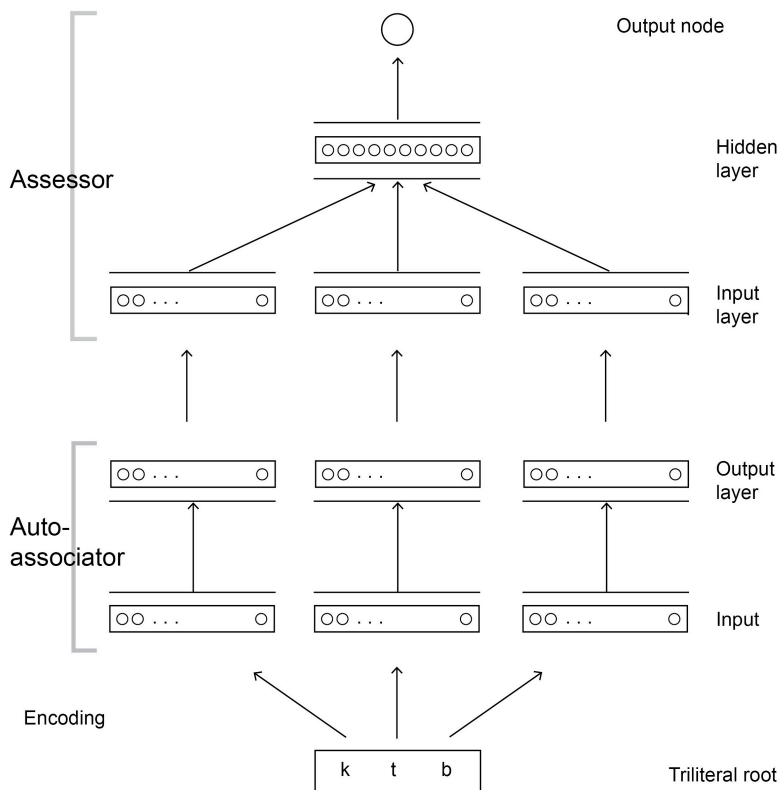 Output node
Hidden
layer
Assessor
Input
layer
. . .
. . .
. . .
Output
layer
. . .
. . .
. . .
Auto-
associator
Input
. . .
. . .
. . .
Encoding
k t b
Triliteral root